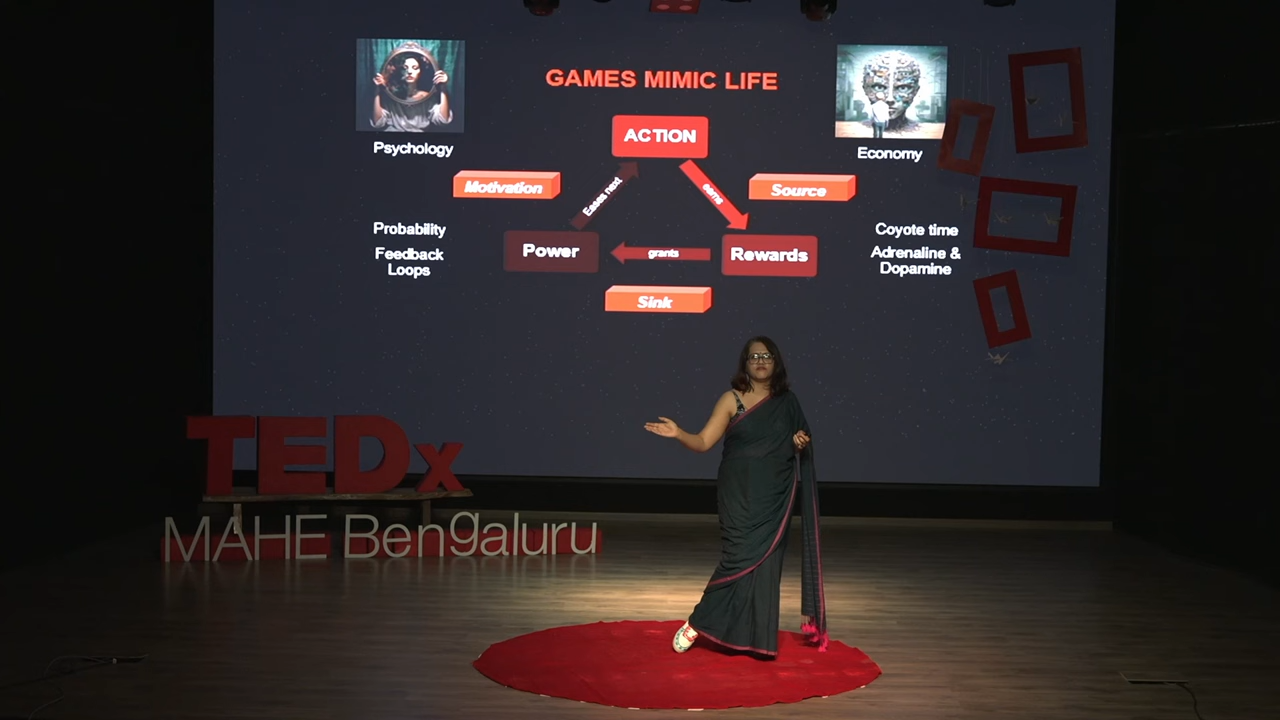 GAMES MIMIC LIFE
ACTION
Psychology
Economy
Motivation
Eases next
earns
Source
Probability
Feedback
Loops
Power
grants
Rewards
Coyote time
Adrenaline &
Dopamine
Sink
TEDx
MAHE Bengaluru